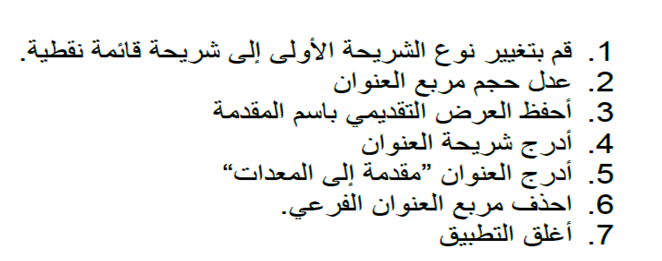 1. قم بتغيير نوع الشريحة الأولى إلى شريحة قائمة نقطية.
2. عدل حجم مربع العنوان
3. أحفظ العرض التقديمي باسم المقدمة
4. أدرج شريحة العنوان
5. أدرج العنوان ”مقدمة إلى المعدات“
6. احذف مربع العنوان الفرعي.
7. أغلق التطبيق